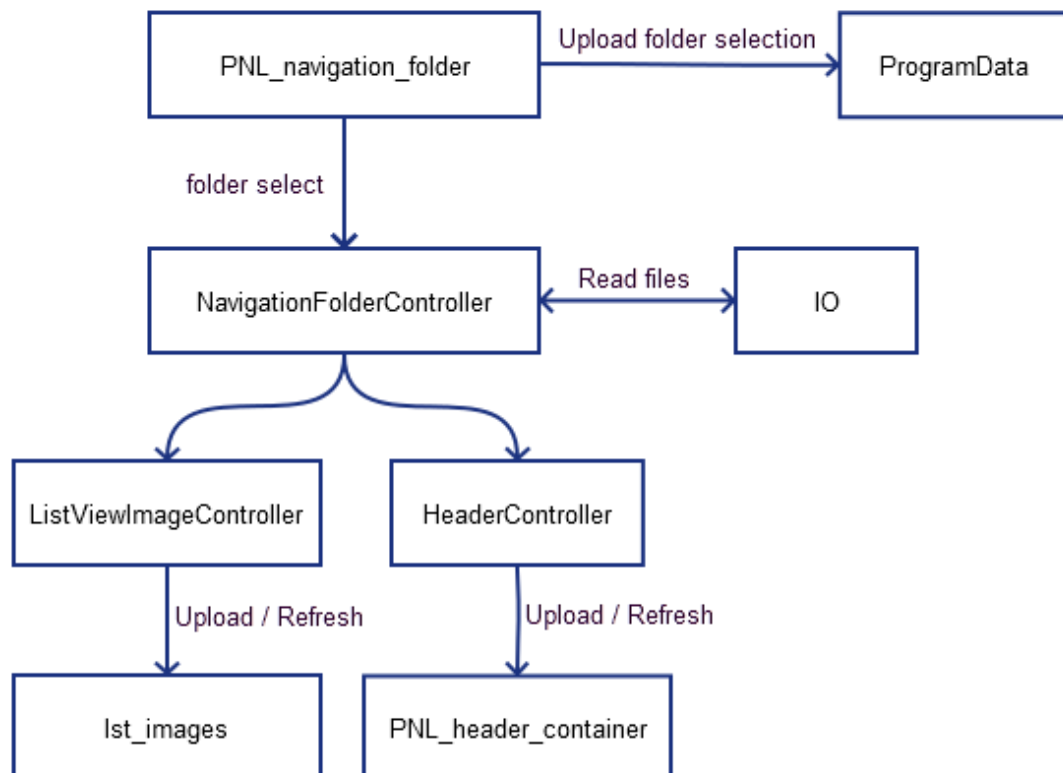 Upload folder selection
PNL_navigation_folder
ProgramData
folder select
Read files
NavigationFolderController
IO
ListViewImageController
HeaderController
Upload / Refresh
Upload / Refresh
lst_images
PNL_header_container